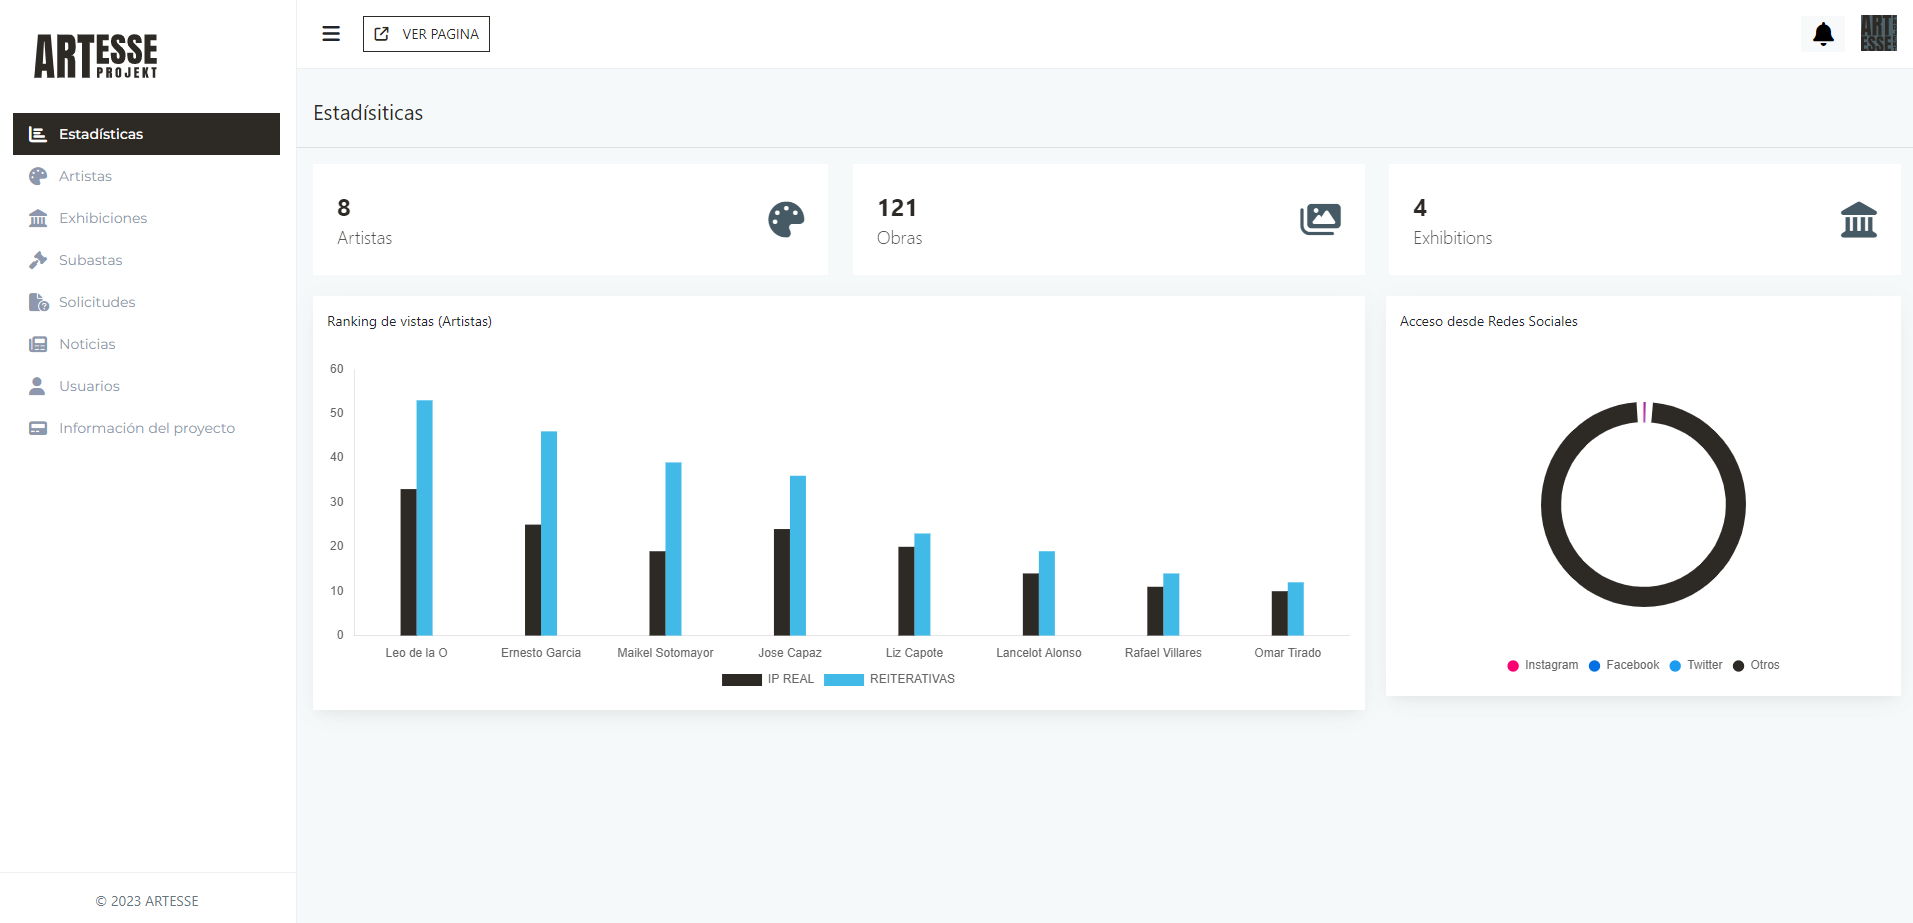 ARTESSE
PROJEKT
VER PAGINA
ART
ESSE
Estadísticas
Artistas
Exhibiciones
Subastas
Solicitudes
Noticias
Usuarios
Información del proyecto
© 2023 ARTESSE
Estadísiticas
8
Artistas
121
Obras
4
Exhibitions
Ranking de vistas (Artistas)
60
50
40
30
20
10
0
Leo de la O Ernesto Garcia Maikel Sotomayor Jose Capaz Liz Capote Lancelot Alonso Rafael Villares Omar Tirado
IP REAL REITERATIVAS
Acceso desde Redes Sociales
Instagram Facebook Twitter Otros